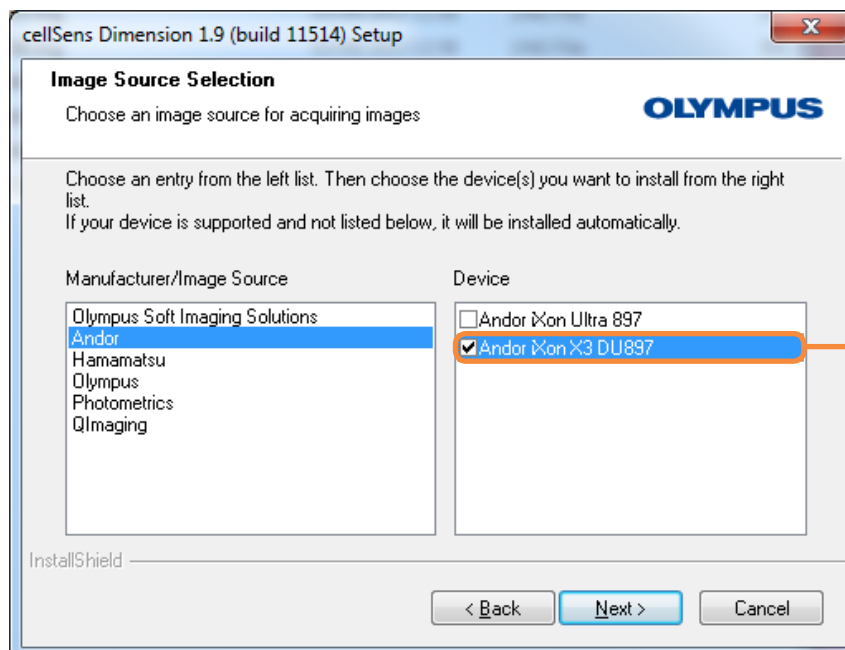 cellSens Dimension 1.9 (build 11514) Setup
Image Source Selection
Choose an image source for acquiring images
OLYMPUS
Choose an entry from the left list. Then choose the device(s) you want to install from the right
list.
If your device is supported and not listed below, it will be installed automatically.
Manufacturer/Image Source
Device
Olympus Soft Imaging Solutions
Andor
Hamamatsu
Olympus
Photometrics
QImaging
Andor iXon Ultra 897
Andor iXon X3 DU897
InstallShield
< Back
Next >
Cancel